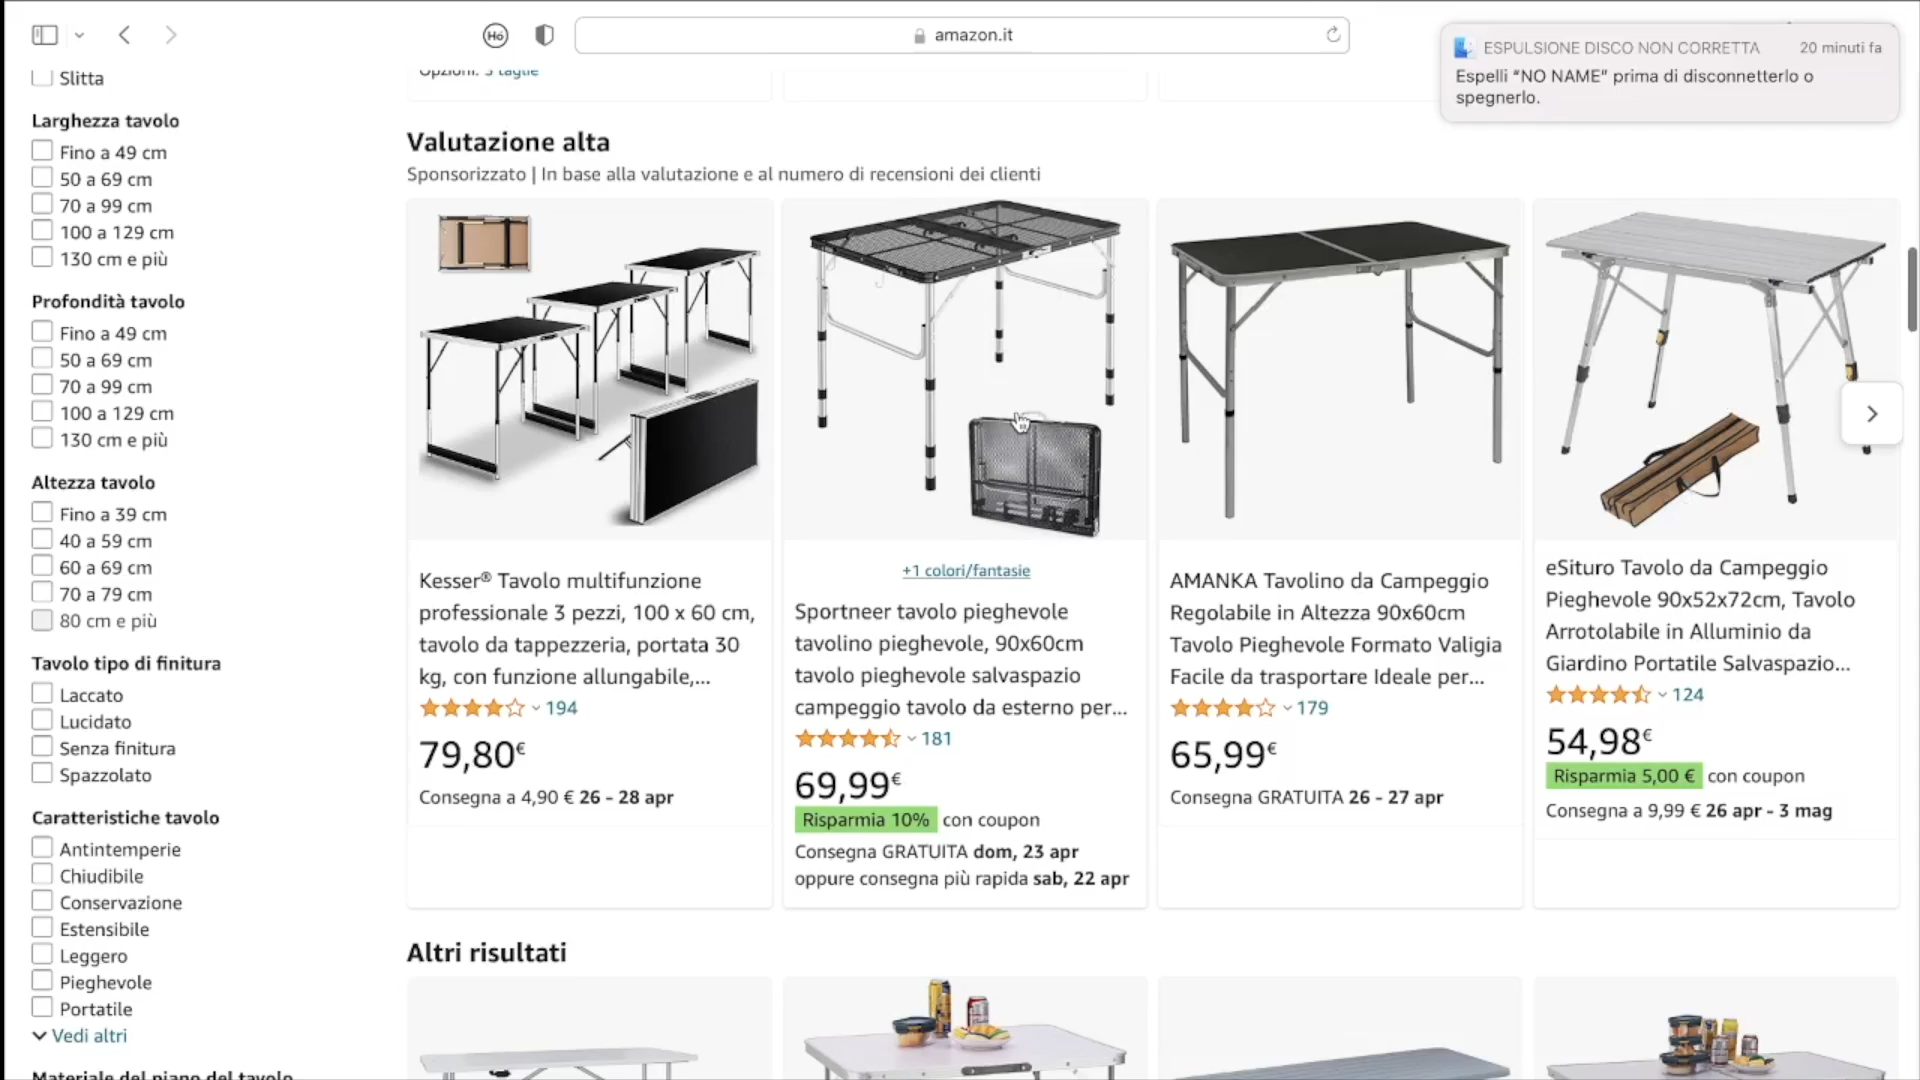 Hó
amazon.it
ESPULSIONE DISCO NON CORRETTA
20 minuti fa
Espelli “NO NAME” prima di disconnetterlo o
spegnerlo.
Slitta
Larghezza tavolo
Fino a 49 cm
50 a 69 cm
70 a 99 cm
100 a 129 cm
130 cm e più
Profondità tavolo
Fino a 49 cm
50 a 69 cm
70 a 99 cm
100 a 129 cm
130 cm e più
Altezza tavolo
Fino a 39 cm
40 a 59 cm
60 a 69 cm
70 a 79 cm
80 cm e più
Tavolo tipo di finitura
Laccato
Lucidato
Senza finitura
Spazzolato
Caratteristiche tavolo
Antintemperie
Chiudibile
Conservazione
Estensibile
Leggero
Pieghevole
Portatile
Vedi altri
Materiale del piano del tavolo
Opzioni: 3 taglie
Valutazione alta
Sponsorizzato | In base alla valutazione e al numero di recensioni dei clienti
Kesser® Tavolo multifunzione
professionale 3 pezzi, 100 x 60 cm,
tavolo da tappezzeria, portata 30
kg, con funzione allungabile,...
194
79,80€
Consegna a 4,90 € 26 - 28 apr
+1 colori/fantasie
Sportneer tavolo pieghevole
tavolino pieghevole, 90x60cm
tavolo pieghevole salvaspazio
campeggio tavolo da esterno per...
181
69,99€
Risparmia 10% con coupon
Consegna GRATUITA dom, 23 apr
oppure consegna più rapida sab, 22 apr
AMANKA Tavolino da Campeggio
Regolabile in Altezza 90x60cm
Tavolo Pieghevole Formato Valigia
Facile da trasportare Ideale per...
179
65,99€
Consegna GRATUITA 26 - 27 apr
eSituro Tavolo da Campeggio
Pieghevole 90x52x72cm, Tavolo
Arrotolabile in Alluminio da
Giardino Portatile Salvaspazio...
124
54,98€
Risparmia 5,00 € con coupon
Consegna a 9,99 € 26 apr - 3 mag
Altri risultati